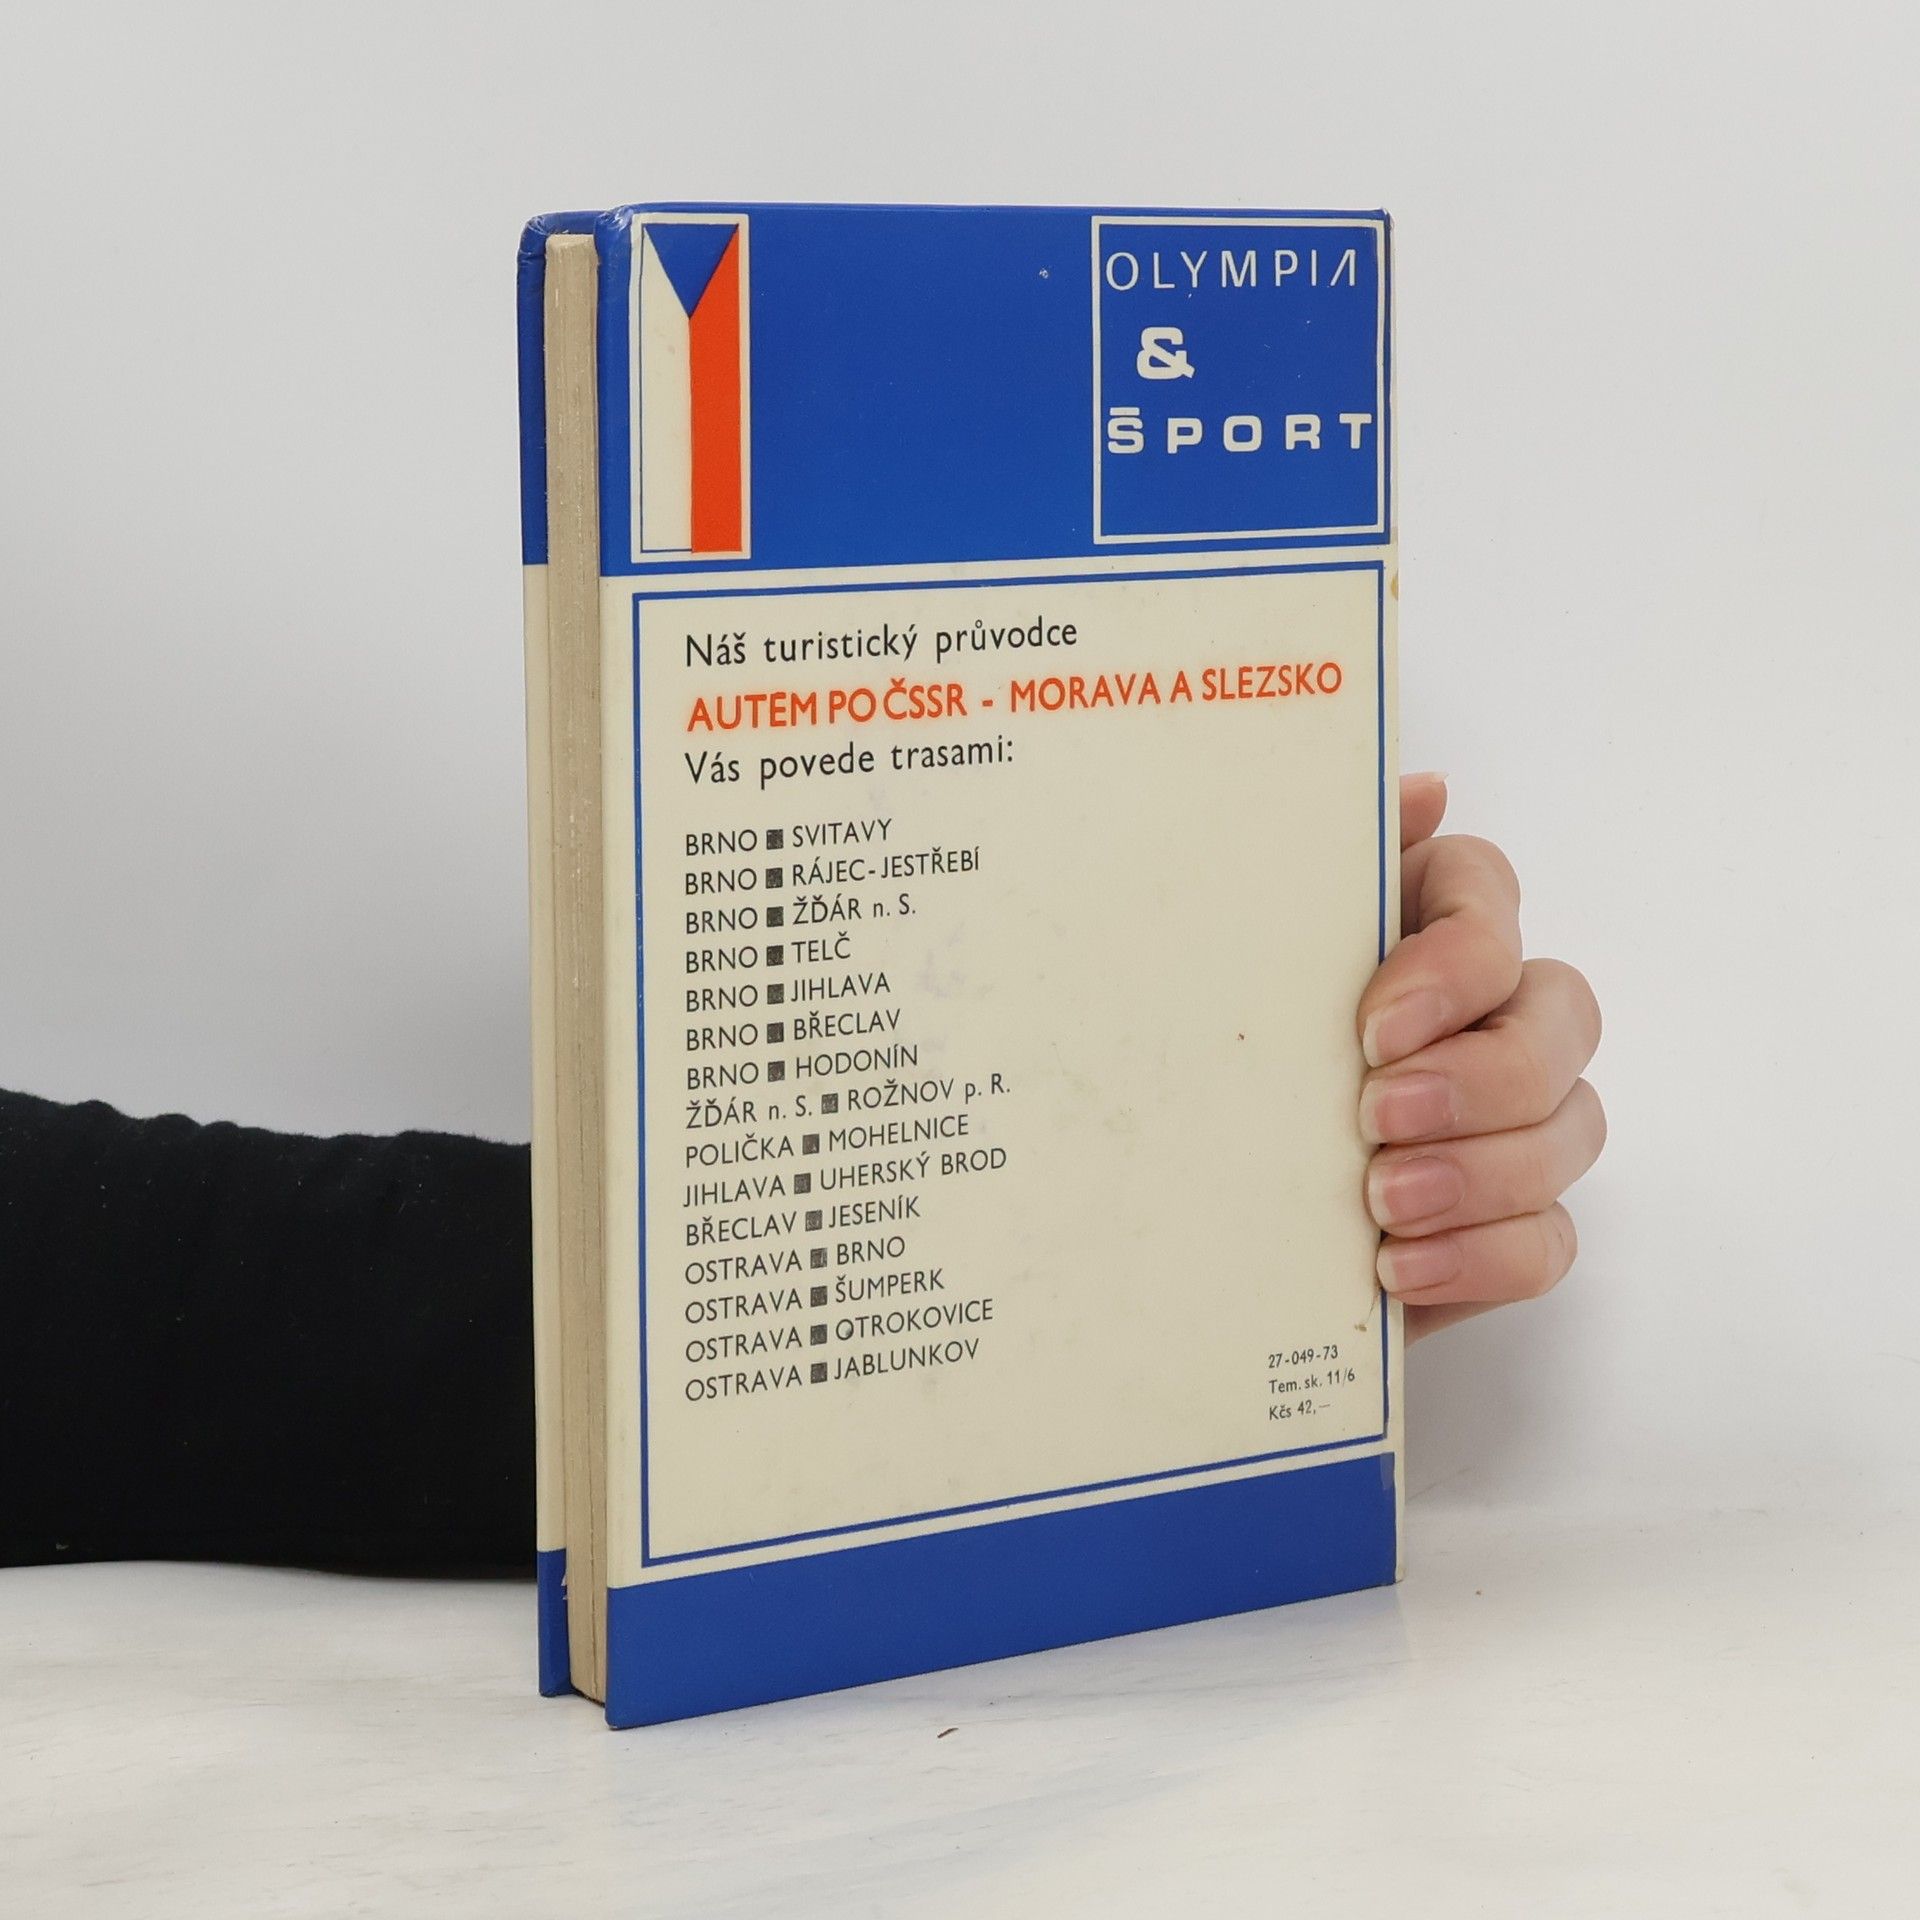 OLYMPIA
&
ŠPORT
Náš turistický průvodce
AUTEM PO ČSSR - MORAVA A SLEZSKO
Vás povede trasami:
BRNO ■ SVITAVY
BRNO ■ RÁJEC-JESTŘEBÍ
BRNO ■ ŽĎÁR n. S.
BRNO ■ TELČ
BRNO ■ JIHLAVA
BRNO ■ BŘECLAV
BRNO ■ HODONÍN
ŽĎÁR n. S. ■ ROŽNOV p. R.
POLIČKA ■ MOHELNICE
JIHLAVA ■ UHERSKÝ BROD
BŘECLAV ■ JESENÍK
OSTRAVA ■ BRNO
OSTRAVA ■ ŠUMPERK
OSTRAVA ■ OTROKOVICE
OSTRAVA ■ JABLUNKOV
27-049-73
Tem. sk. 11/6
Kčs 42,—